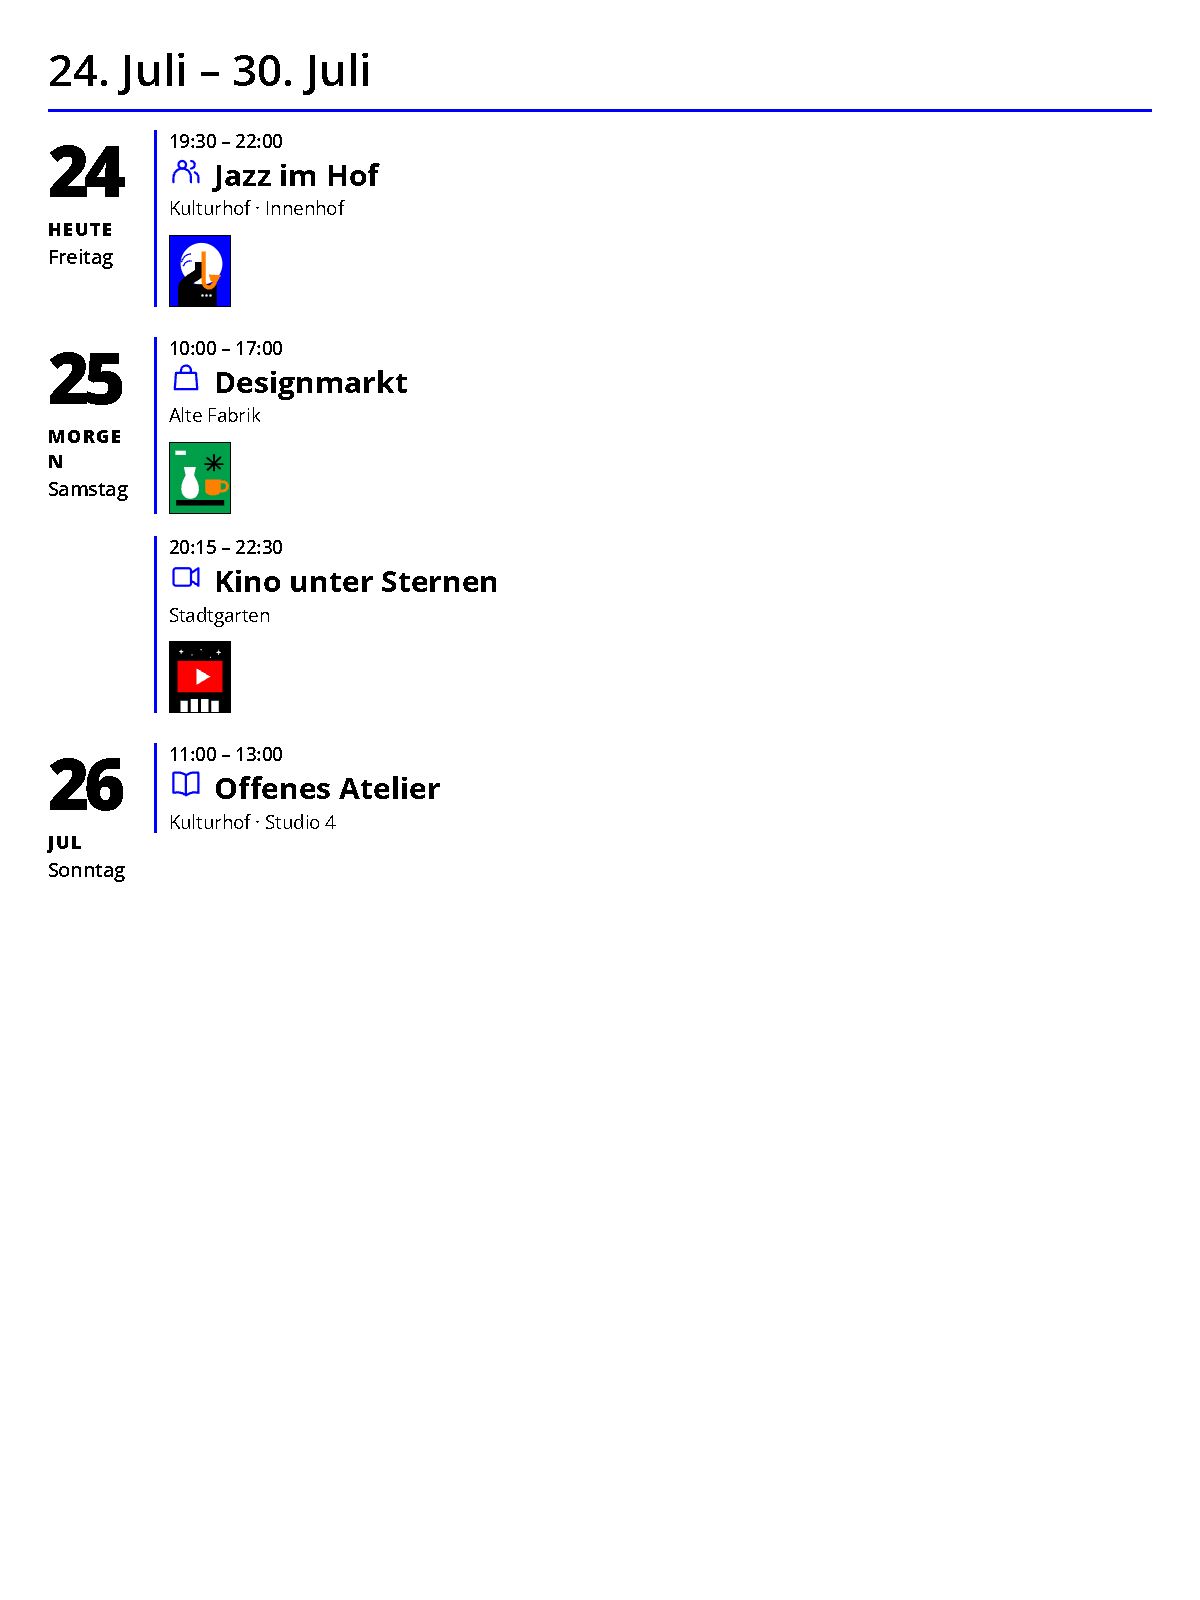 24. Juli – 30. Juli
24
HEUTE
Freitag
19:30 – 22:00
Jazz im Hof
Kulturhof · Innenhof
25
MORGE
N
Samstag
10:00 – 17:00
Designmarkt
Alte Fabrik
20:15 – 22:30
Kino unter Sternen
Stadtgarten
26
JUL
Sonntag
11:00 – 13:00
Offenes Atelier
Kulturhof · Studio 4